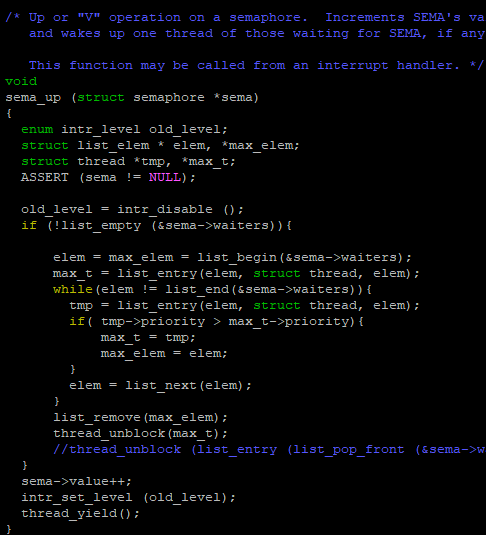 /* Up or "V" operation on a semaphore.  Increments SEMA's va
   and wakes up one thread of those waiting for SEMA, if any

   This function may be called from an interrupt handler. */
void
sema_up (struct semaphore *sema)
{
  enum intr_level old_level;
  struct list_elem * elem, *max_elem;
  struct thread *tmp, *max_t;
  ASSERT (sema != NULL);

  old_level = intr_disable ();
  if (!list_empty (&sema->waiters)){

      elem = max_elem = list_begin(&sema->waiters);
      max_t = list_entry(elem, struct thread, elem);
      while(elem != list_end(&sema->waiters)){
        tmp = list_entry(elem, struct thread, elem);
        if( tmp->priority > max_t->priority){
            max_t = tmp;
            max_elem = elem;
        }
        elem = list_next(elem);
      }
      list_remove(max_elem);
      thread_unblock(max_t);
      //thread_unblock (list_entry (list_pop_front (&sema->w
  }
  sema->value++;
  intr_set_level (old_level);
  thread_yield();
}